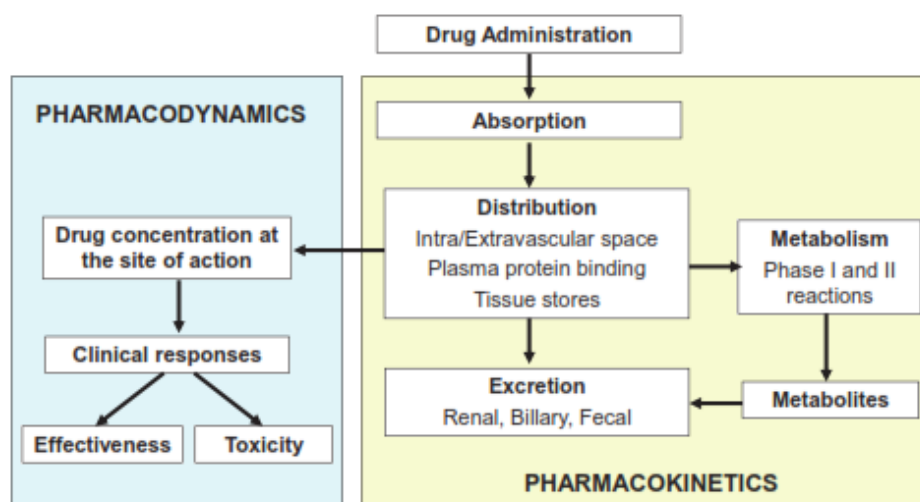 Drug Administration
PHARMACODYNAMICS
Absorption
Distribution
Intra/Extravascular space
Plasma protein binding
Tissue stores
Drug concentration at
the site of action
Metabolism
Phase I and II
reactions
Clinical responses
Excretion
Renal, Billary, Fecal
Metabolites
Effectiveness
Toxicity
PHARMACOKINETICS